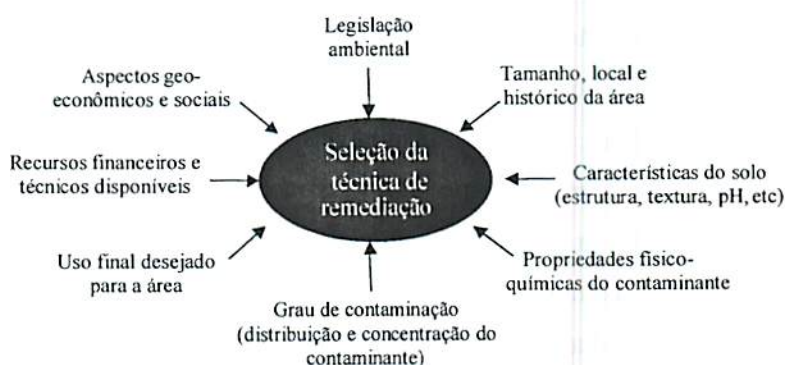 Legislação
ambiental
Aspectos geo-
econômicos e sociais
Tamanho, local e
histórico da área
Recursos financeiros e
técnicos disponíveis
Seleção da
técnica de
remediação
Características do solo
(estrutura, textura, pH, etc)
Uso final desejado
para a área
Propriedades fisico-
químicas do contaminante
Grau de contaminação
(distribuição e concentração do
contaminante)